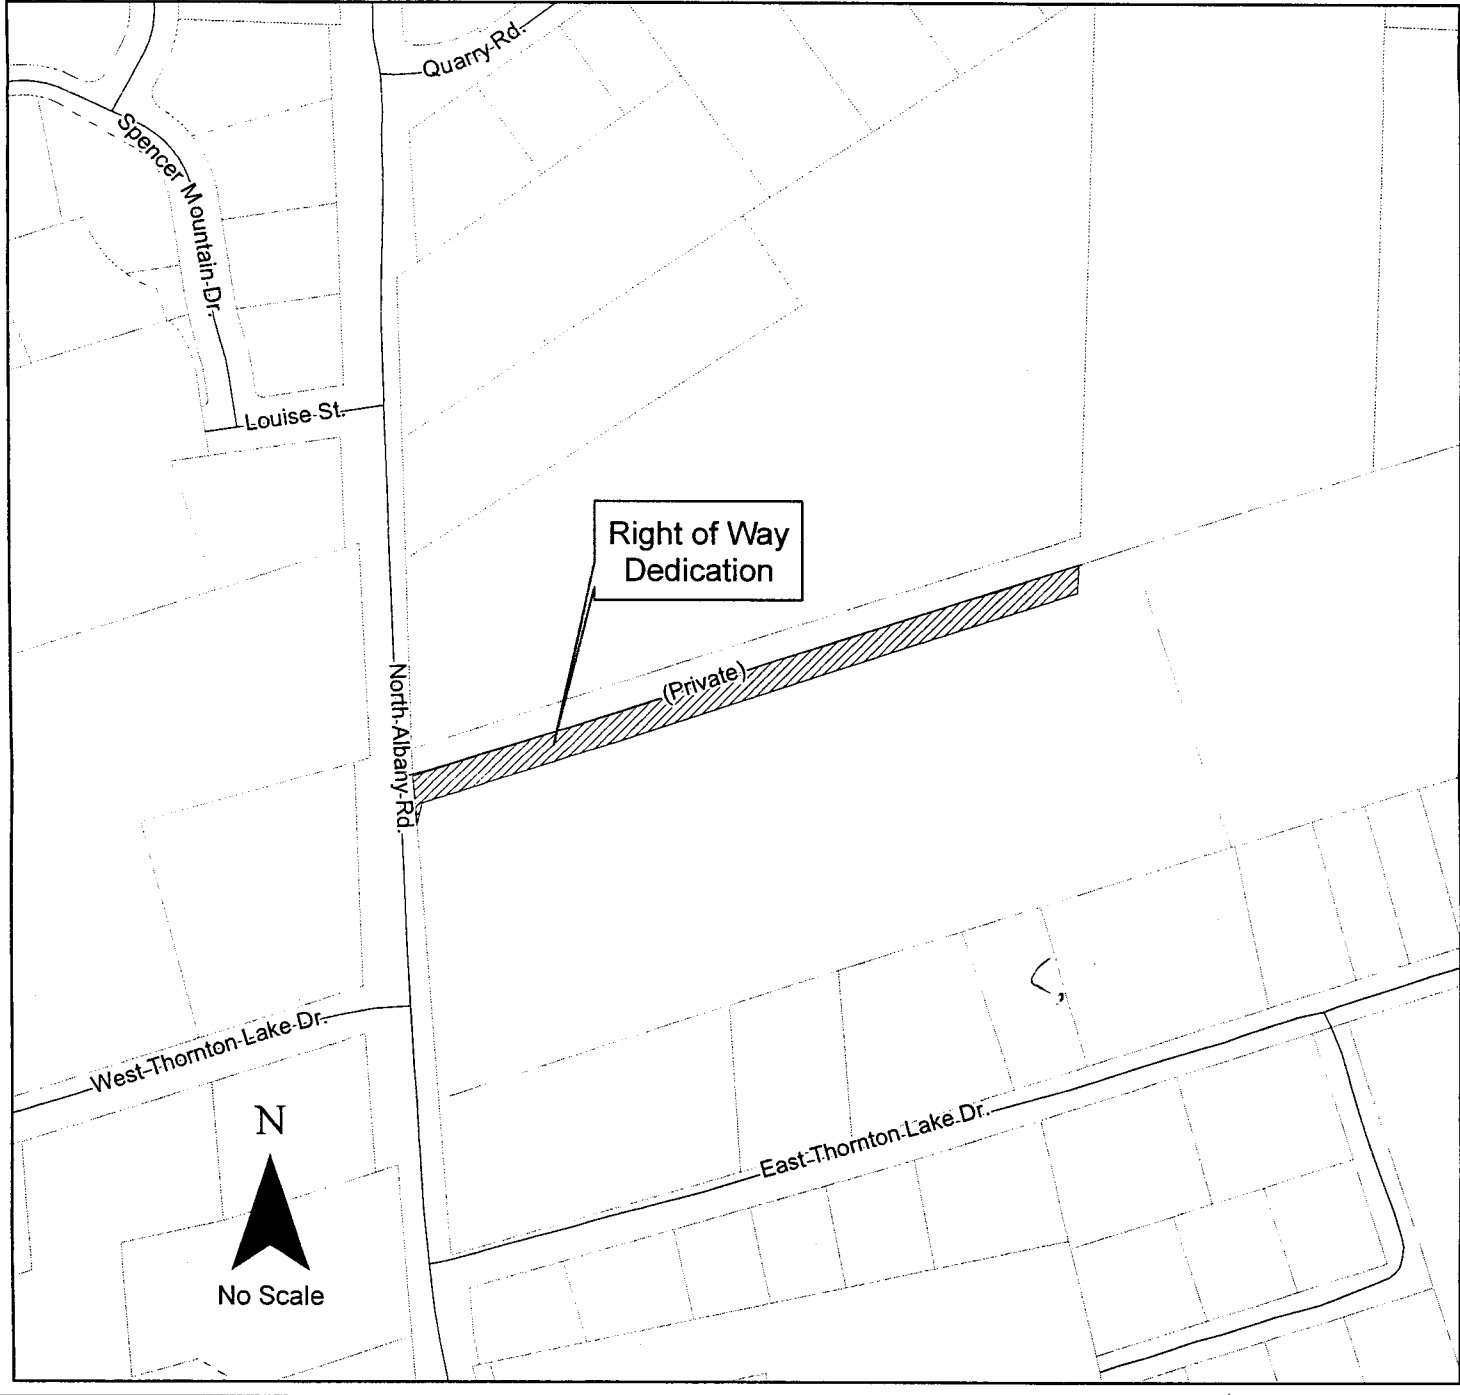 Quarry Rd.
Spencer Mountain Dr.
Louise St.
Right of Way
Dedication
(Private)
North Albany Rd.
West Thornton Lake Dr.
N
East Thornton Lake Dr.
No Scale